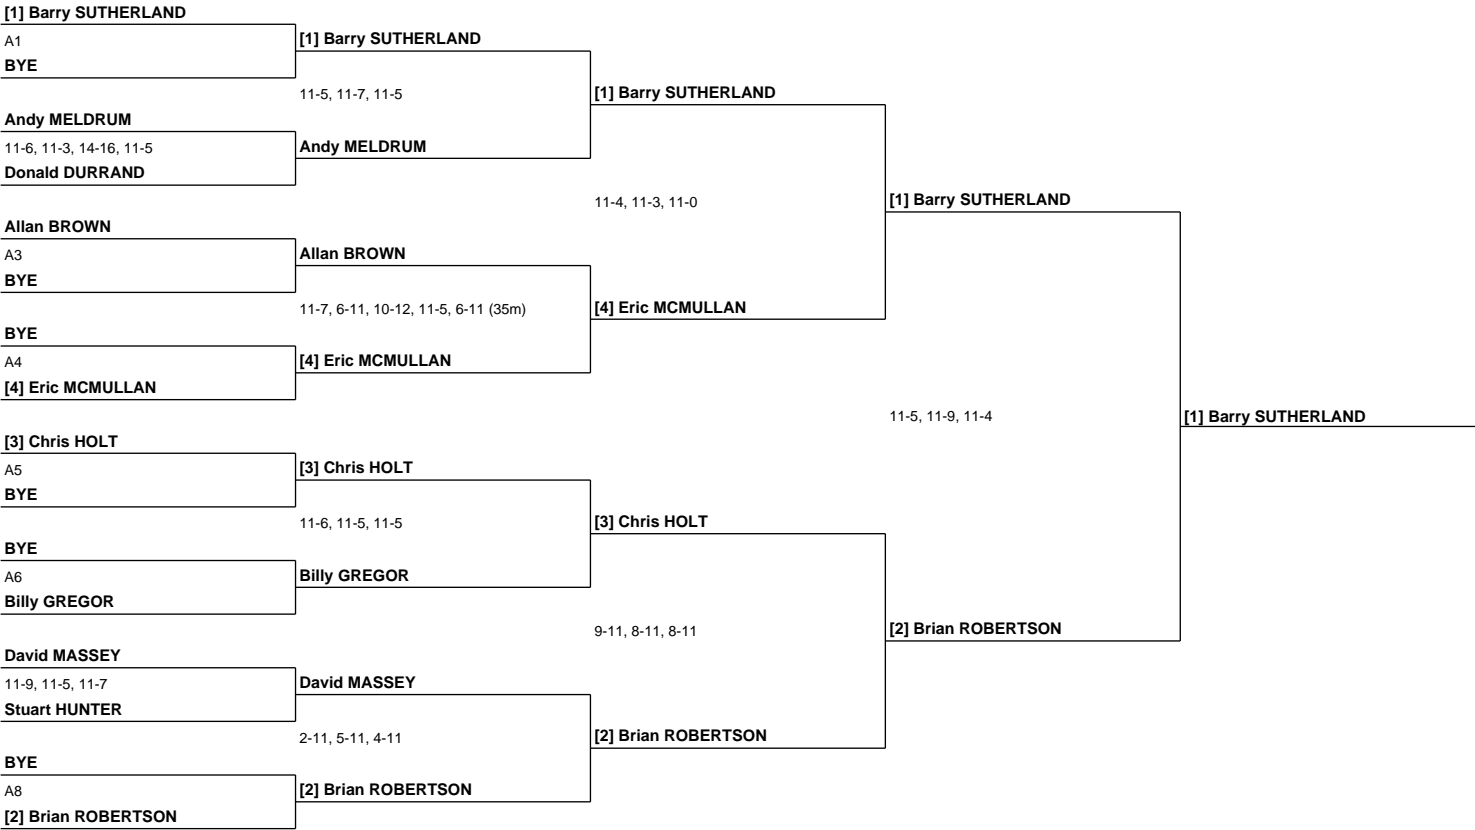 [1] Barry SUTHERLAND
A1
BYE
Andy MELDRUM
11-6, 11-3, 14-16, 11-5
Donald DURRAND
Allan BROWN
A3
BYE
BYE
A4
[4] Eric MCMULLAN
[3] Chris HOLT
A5
BYE
BYE
A6
Billy GREGOR
David MASSEY
11-9, 11-5, 11-7
Stuart HUNTER
BYE
A8
[2] Brian ROBERTSON
[1] Barry SUTHERLAND
11-5, 11-7, 11-5
Andy MELDRUM
Allan BROWN
11-7, 6-11, 10-12, 11-5, 6-11 (35m)
[4] Eric MCMULLAN
[3] Chris HOLT
11-6, 11-5, 11-5
Billy GREGOR
David MASSEY
2-11, 5-11, 4-11
[2] Brian ROBERTSON
[1] Barry SUTHERLAND
11-4, 11-3, 11-0
[4] Eric MCMULLAN
[3] Chris HOLT
9-11, 8-11, 8-11
[2] Brian ROBERTSON
[1] Barry SUTHERLAND
11-5, 11-9, 11-4
[2] Brian ROBERTSON
[1] Barry SUTHERLAND